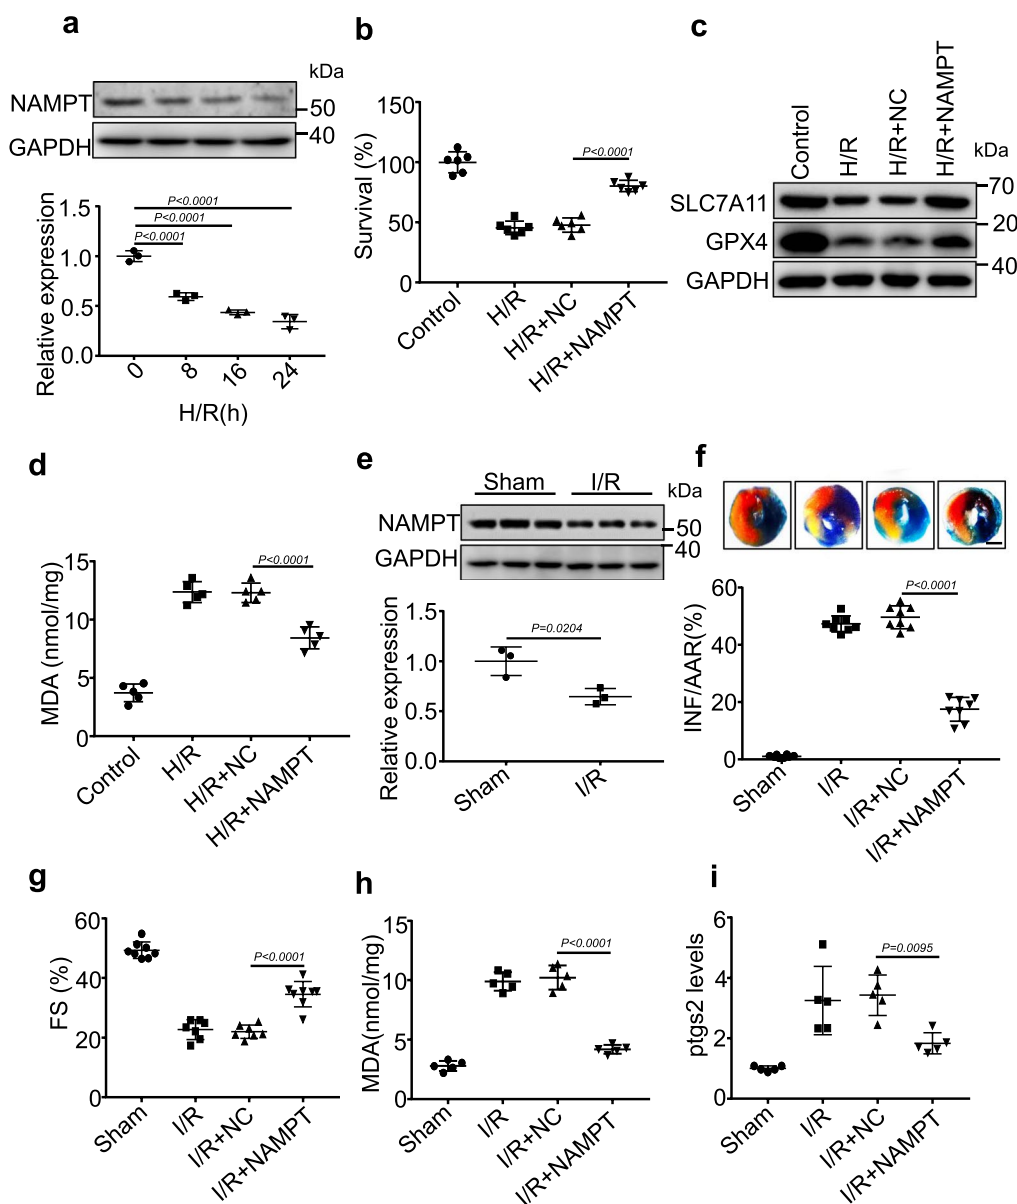 a
kDa
NAMPT
50
GAPDH
40
Relative expression
1.5
1.0
0.5
0.0
P<0.0001
P<0.0001
P<0.0001
0 8 16 24
H/R(h)
b
Survival (%)
150
100
50
0
P<0.0001
Control H/R H/R+NC H/R+NAMPT
c
Control H/R H/R+NC H/R+NAMPT
kDa
SLC7A11
70
GPX4
20
GAPDH
40
d
MDA (nmol/mg)
15
10
5
0
P<0.0001
Control H/R H/R+NC H/R+NAMPT
e
Sham I/R
kDa
NAMPT
50
GAPDH
40
Relative expression
1.5
1.0
0.5
0.0
P=0.0204
Sham I/R
f
INF/AAR(%)
60
40
20
0
P<0.0001
Sham I/R I/R+NC I/R+NAMPT
g
FS (%)
60
40
20
0
P<0.0001
Sham I/R I/R+NC I/R+NAMPT
h
MDA(nmol/mg)
15
10
5
0
P<0.0001
Sham I/R I/R+NC I/R+NAMPT
i
ptgs2 levels
6
4
2
0
P=0.0095
Sham I/R I/R+NC I/R+NAMPT